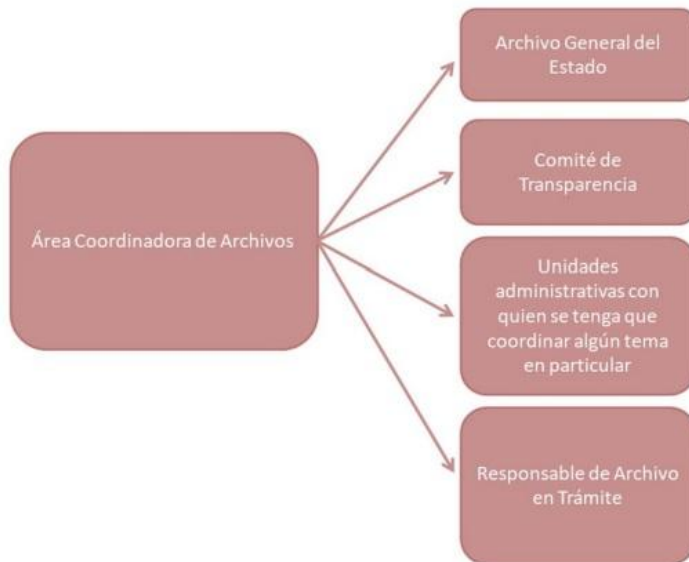 Archivo General del
Estado
Comité de
Transparencia
Área Coordinadora de Archivos
Unidades
administrativas con
quien se tenga que
coordinar algún tema
en particular
Responsable de Archivo
en Trámite